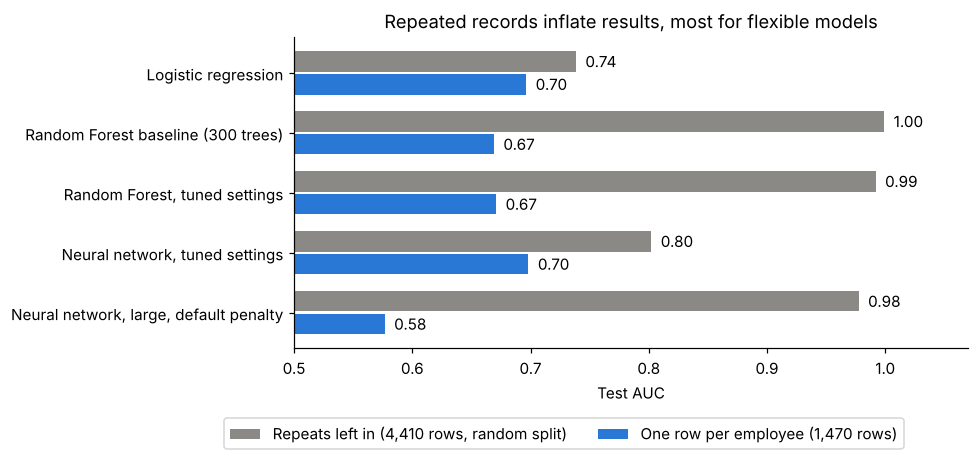 Repeated records inflate results, most for flexible models
Logistic regression
0.74
0.70
Random Forest baseline (300 trees)
1.00
0.67
Random Forest, tuned settings
0.99
0.67
Neural network, tuned settings
0.80
0.70
Neural network, large, default penalty
0.98
0.58
0.5 0.6 0.7 0.8 0.9 1.0
Test AUC
Repeats left in (4,410 rows, random split) One row per employee (1,470 rows)